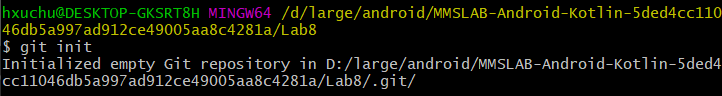 hxuchu@DESKTOP-GKSRT8H MINGW64 /d/large/android/MMSLAB-Android-Kotlin-5ded4cc110
46db5a997ad912ce49005aa8c4281a/Lab8
$ git init
Initialized empty Git repository in D:/large/android/MMSLAB-Android-Kotlin-5ded4
cc11046db5a997ad912ce49005aa8c4281a/Lab8/.git/